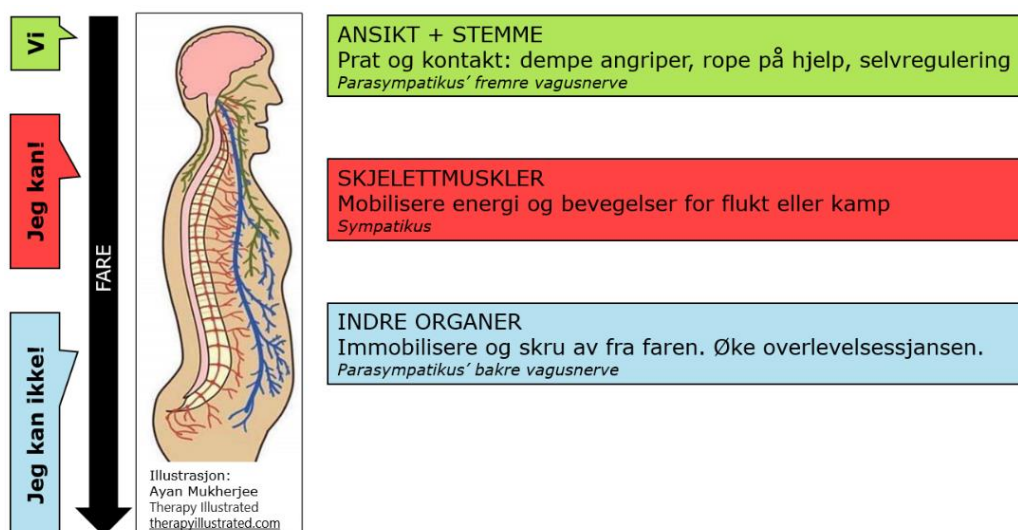 Vi
Jeg kan!
Jeg kan ikke!
FARE
Illustrasjon:
Ayan Mukherjee
Therapy Illustrated
therapyillustrated.com
ANSIKT + STEMME
Prat og kontakt: dempe angriper, rope på hjelp, selvregulering
Parasympatikus’ fremre vagusnerve
SKJELETTMUSKLER
Mobilisere energi og bevegelser for flukt eller kamp
Sympatikus
INDRE ORGANER
Immobilisere og skru av fra faren. Øke overlevelsessjansen.
Parasympatikus’ bakre vagusnerve